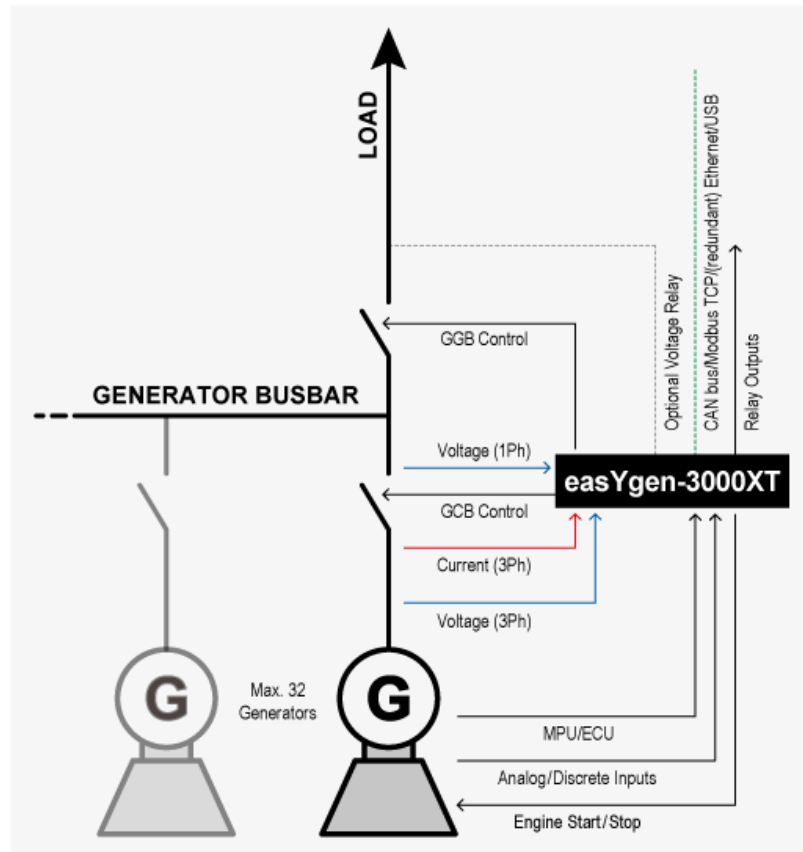 LOAD
Optional Voltage Relay
CAN bus/Modbus TCP/(redundant) Ethernet/USB
Relay Outputs
GGB Control
GENERATOR BUSBAR
Voltage (1Ph)
easYgen-3000XT
GCB Control
Current (3Ph)
Voltage (3Ph)
G
Max. 32
Generators
G
MPU/ECU
Analog/Discrete Inputs
Engine Start/Stop